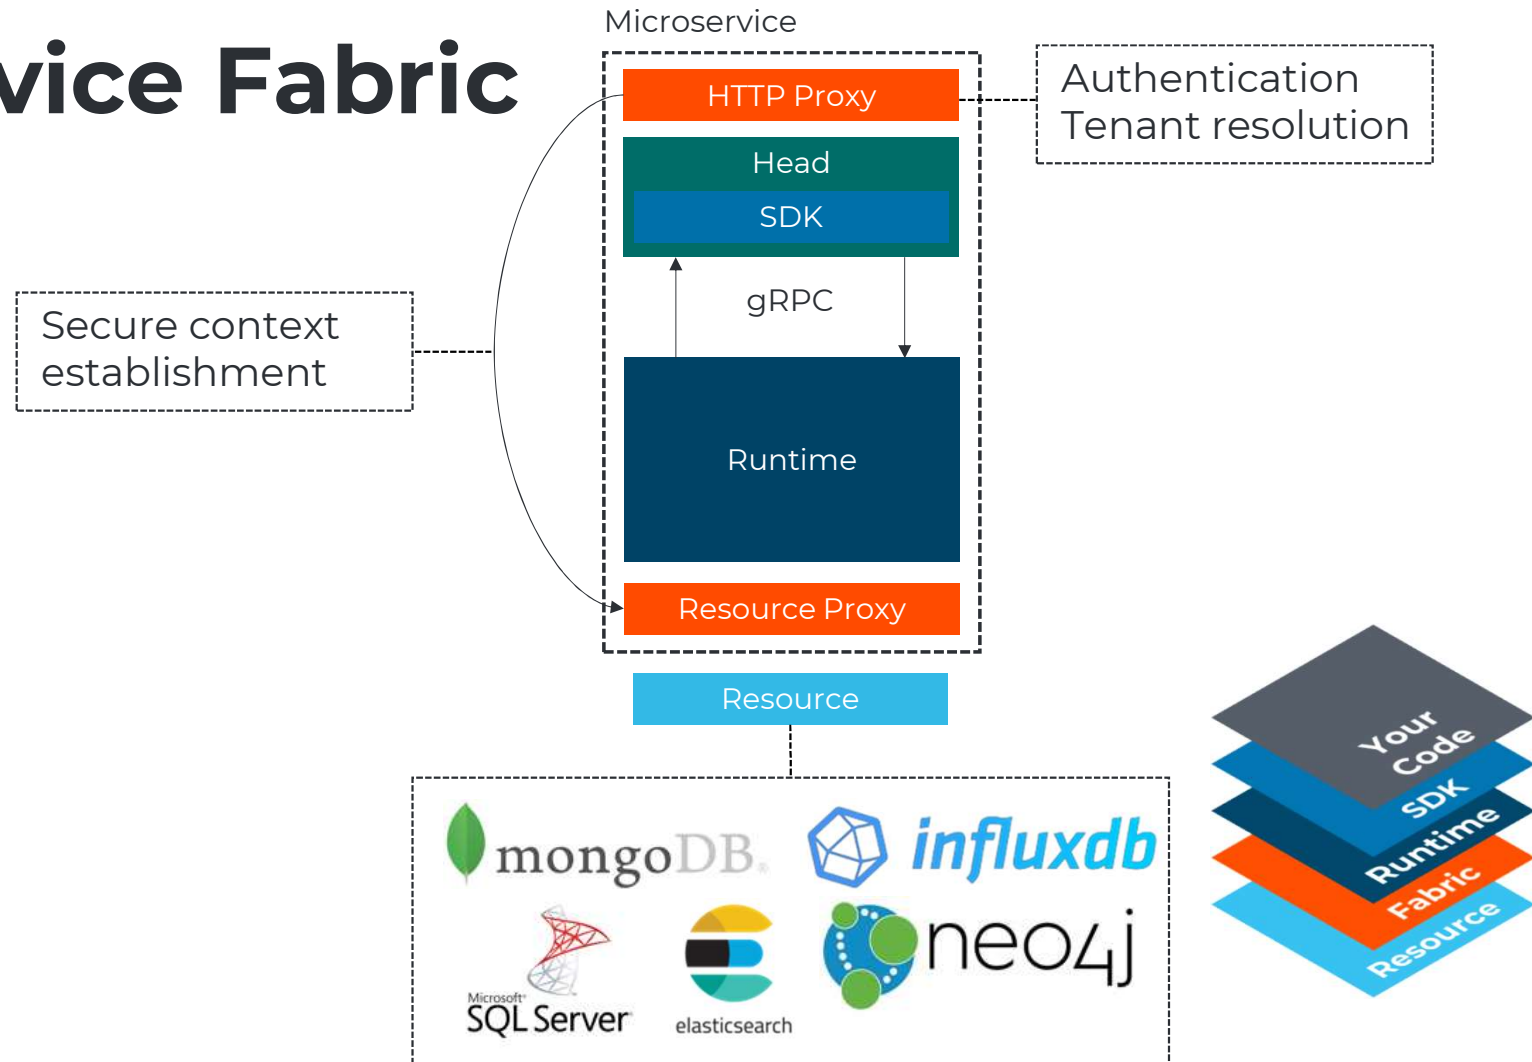 vice Fabric
Microservice
HTTP Proxy
Authentication
Tenant resolution
Head
SDK
gRPC
Secure context
establishment
Runtime
Resource Proxy
Resource
mongoDB®
influxdb
Microsoft®
SQL Server
elasticsearch
neo4j
Your
Code
SDK
Runtime
Fabric
Resource